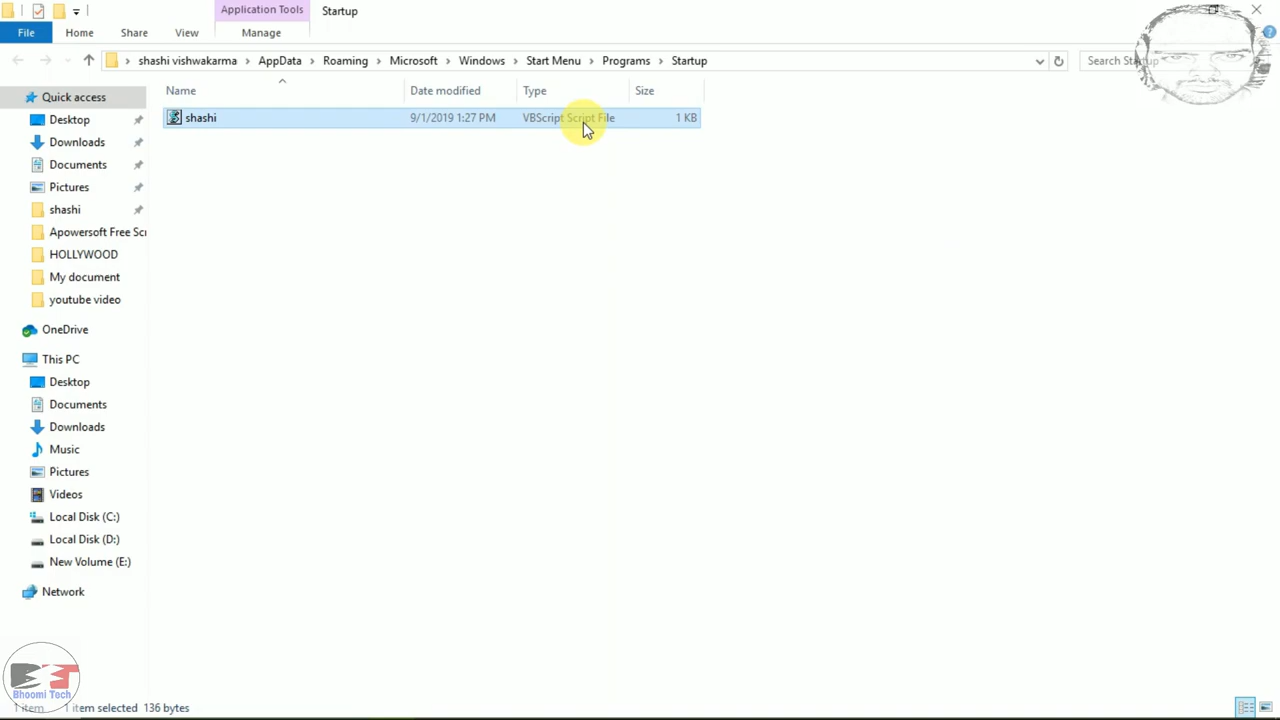 Application Tools
Startup
File
Home
Share
View
Manage
shashi vishwakarma
AppData
Roaming
Microsoft
Windows
Start Menu
Programs
Startup
Search Startup
Name
Date modified
Type
Size
shashi
9/1/2019 1:27 PM
VBScript Script File
1 KB
Quick access
Desktop
Downloads
Documents
Pictures
shashi
Apowersoft Free Scr
HOLLYWOOD
My document
youtube video
OneDrive
This PC
Desktop
Documents
Downloads
Music
Pictures
Videos
Local Disk (C:)
Local Disk (D:)
New Volume (E:)
Network
BT
Bhoomi Tech
1 item
1 item selected
136 bytes